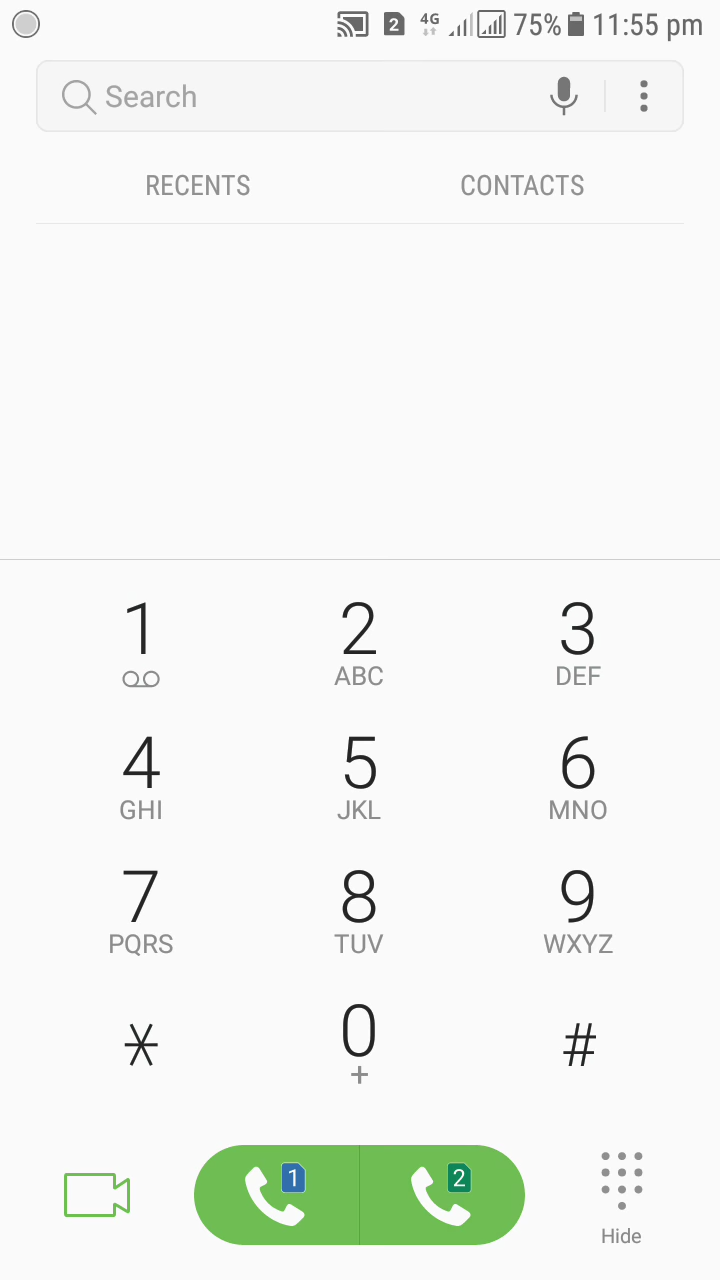 2 4G 75% 11:55 pm
Search
RECENTS CONTACTS
1 2 3
ABC DEF
4 5 6
GHI JKL MNO
7 8 9
PQRS TUV WXYZ
* 0 #
+
1 2
Hide